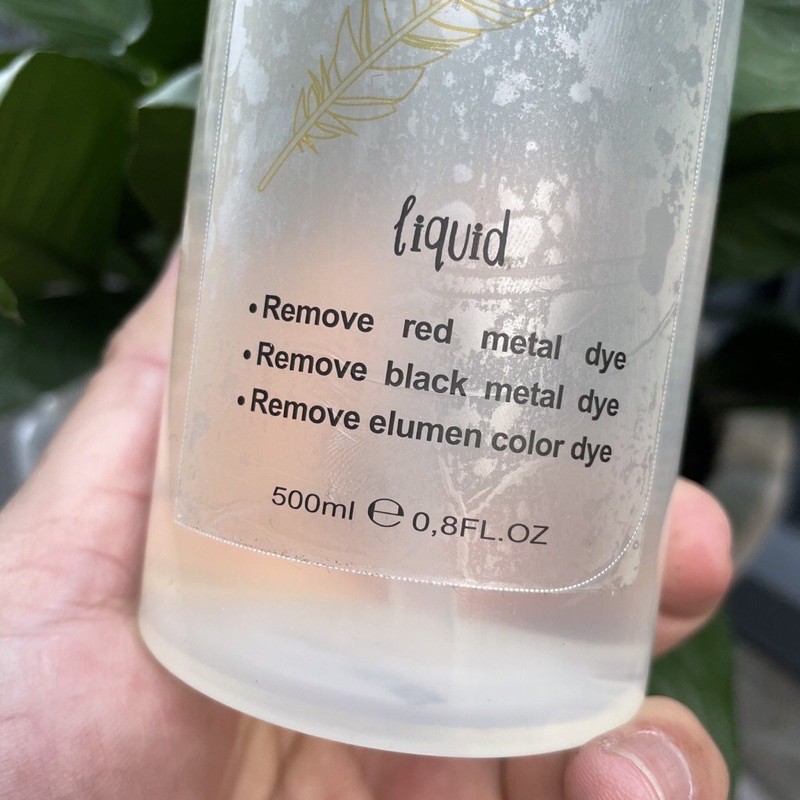 liquid
•Remove red metal dye
•Remove black metal dye
•Remove elumen color dye
500ml ℮ 0,8FL.OZ